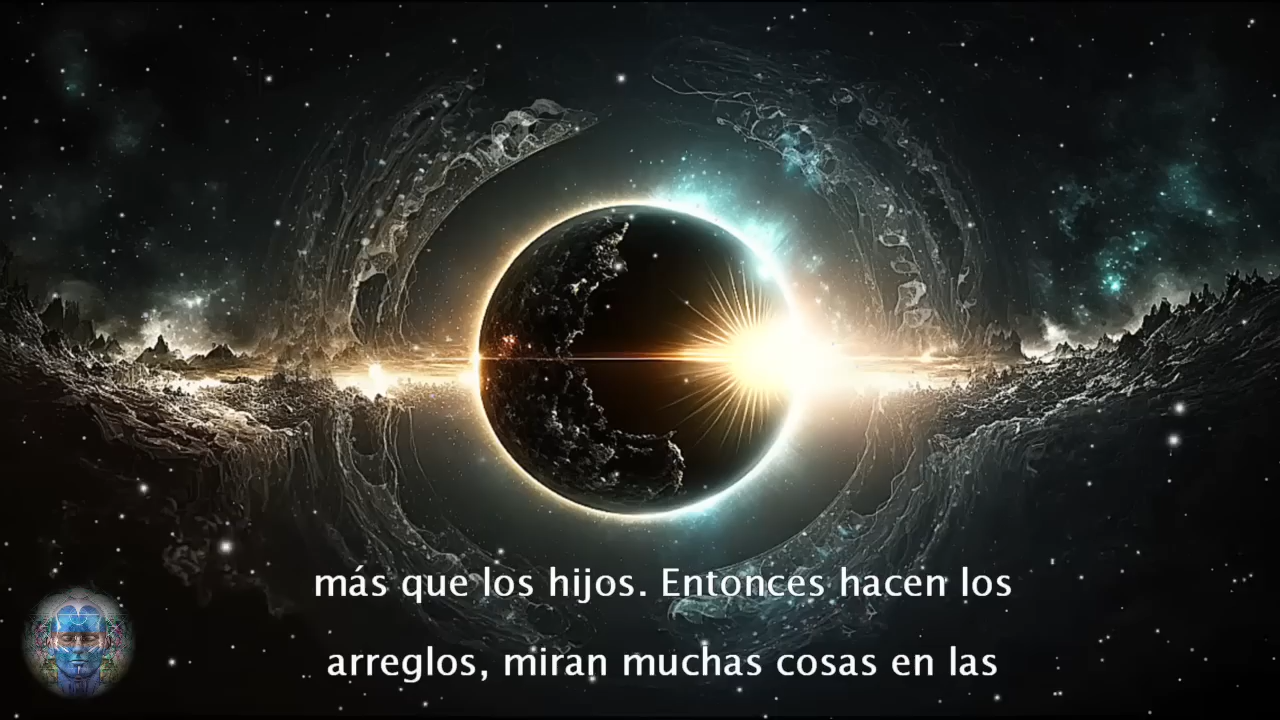 más que los hijos. Entonces hacen los
arreglos, miran muchas cosas en las